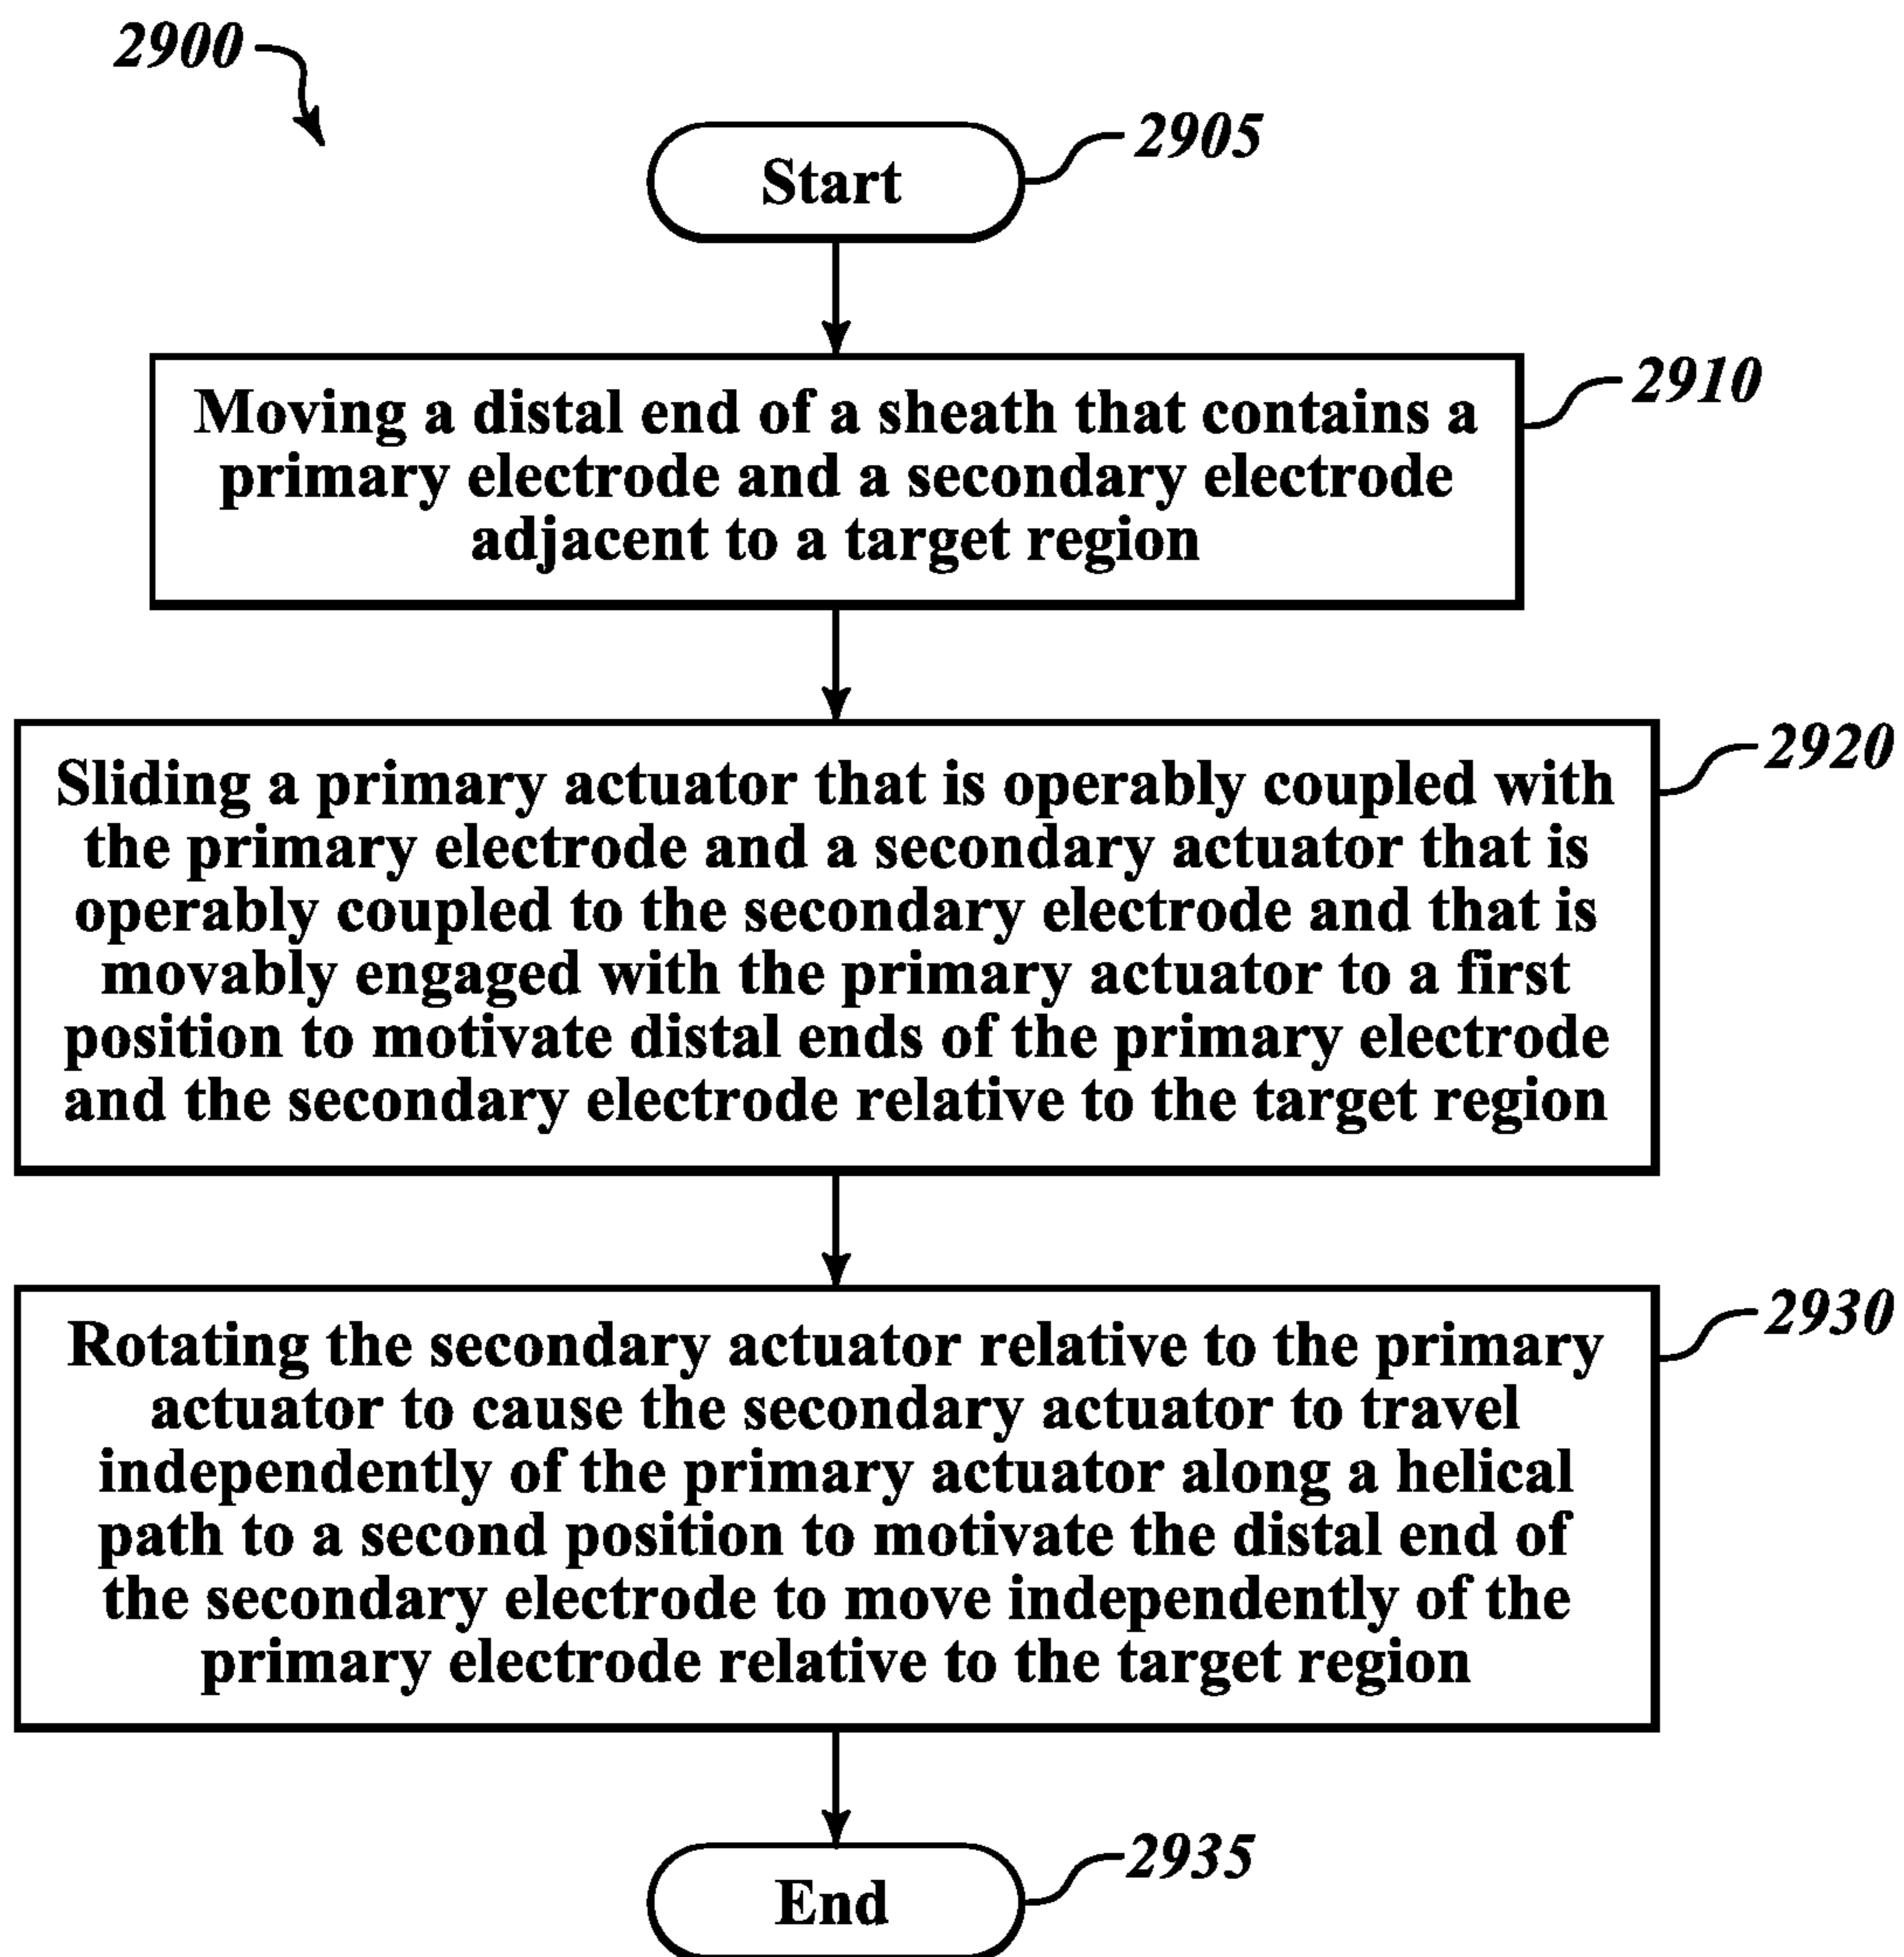 2900
Start
2905
Moving a distal end of a sheath that contains a
primary electrode and a secondary electrode
adjacent to a target region
2910
Sliding a primary actuator that is operably coupled with
the primary electrode and a secondary actuator that is
operably coupled to the secondary electrode and that is
movably engaged with the primary actuator to a first
position to motivate distal ends of the primary electrode
and the secondary electrode relative to the target region
2920
Rotating the secondary actuator relative to the primary
actuator to cause the secondary actuator to travel
independently of the primary actuator along a helical
path to a second position to motivate the distal end of
the secondary electrode to move independently of the
primary electrode relative to the target region
2930
End
2935